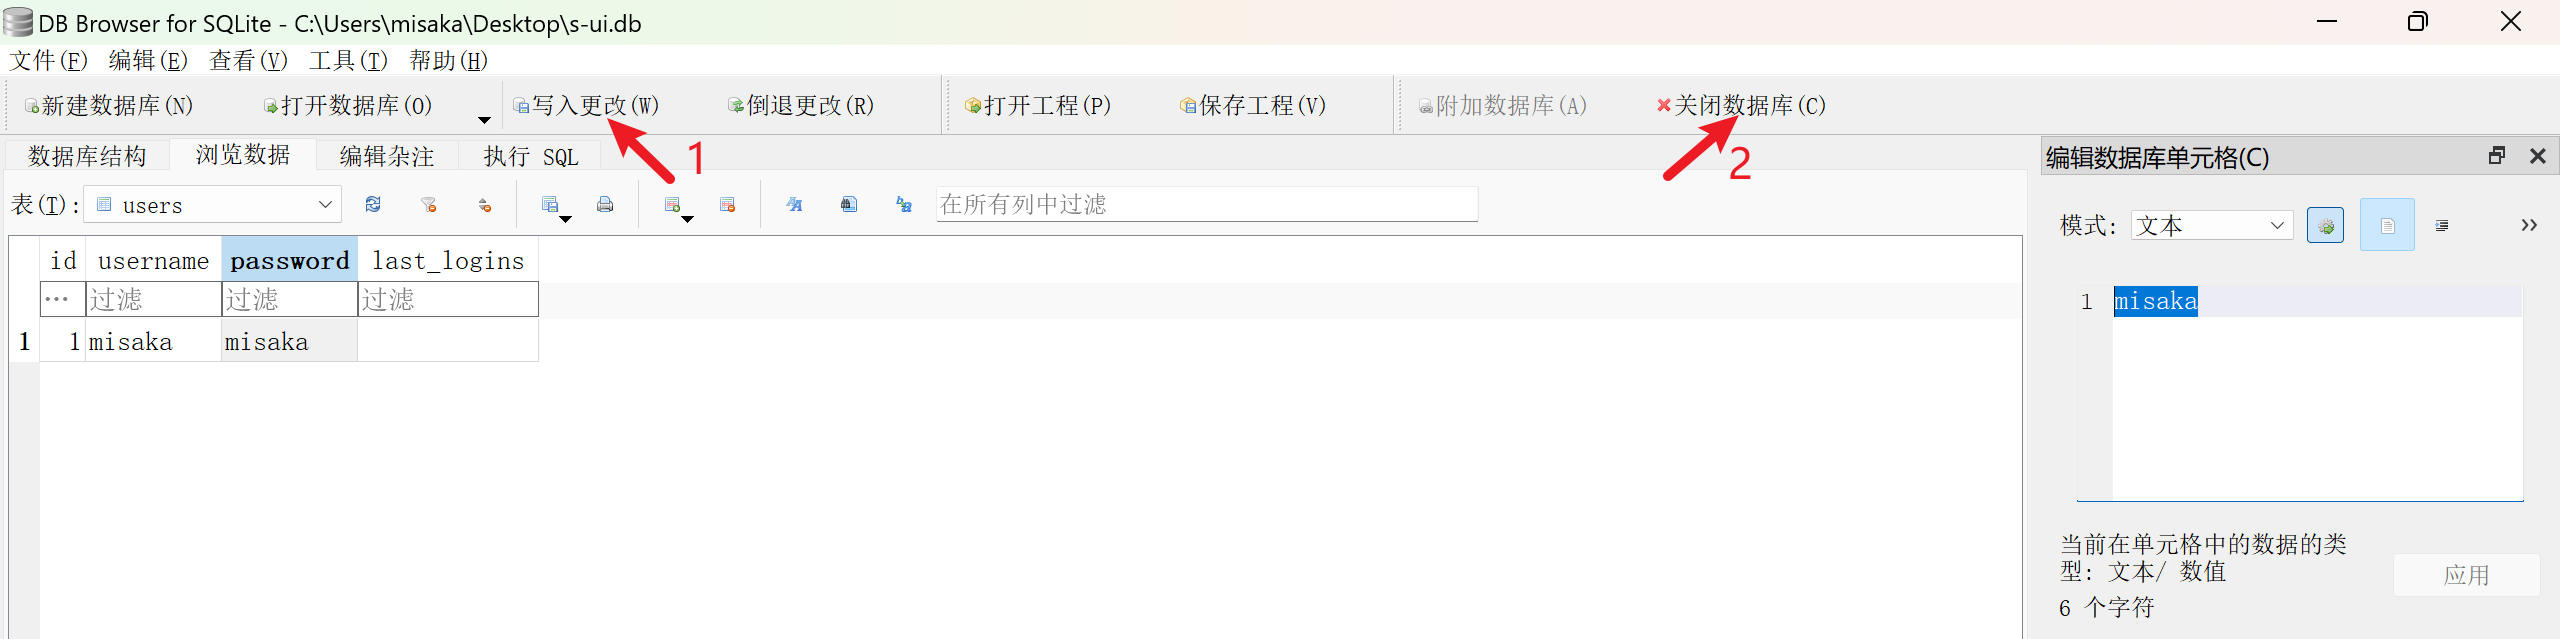 DB Browser for SQLite - C:\Users\misaka\Desktop\s-ui.db
文件(F) 编辑(E) 查看(V) 工具(T) 帮助(H)
新建数据库(N) 打开数据库(O) 写入更改(W) 倒退更改(R) 打开工程(P) 保存工程(V) 附加数据库(A) 关闭数据库(C)
1 2
数据库结构 浏览数据 编辑杂注 执行 SQL
表(T): users 在所有列中过滤
id username password last_logins
... 过滤 过滤 过滤
1 1 misaka misaka
编辑数据库单元格(C)
模式: 文本
1 misaka
当前在单元格中的数据的类
型: 文本/ 数值
6 个字符
应用